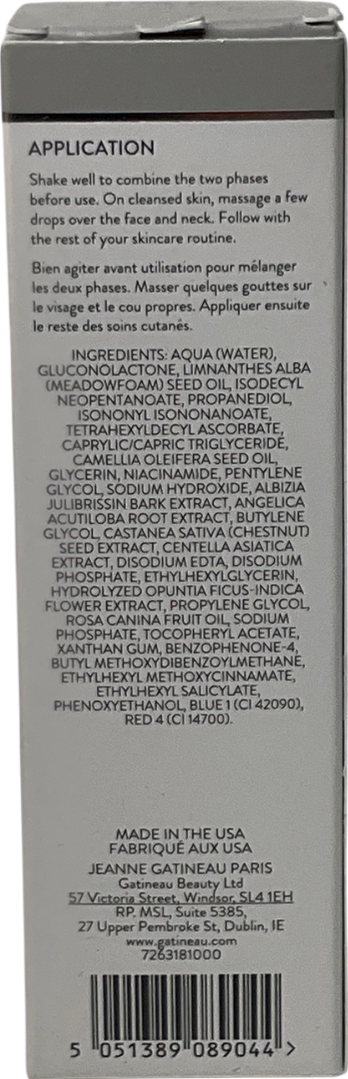 APPLICATION
Shake well to combine the two phases
before use. On cleansed skin, massage a few
drops over the face and neck. Follow with
the rest of your skincare routine.
Bien agiter avant utilisation pour mélanger
les deux phases. Masser quelques gouttes sur
le visage et le cou propres. Appliquer ensuite
le reste des soins cutanés.
INGREDIENTS: AQUA (WATER),
GLUCONOLACTONE, LIMNANTHES ALBA
(MEADOWFOAM) SEED OIL, ISODECYL
NEOPENTANOATE, PROPANEDIOL,
ISONONYL ISONONANOATE,
TETRAHEXYLDECYL ASCORBATE,
CAPRYLIC/CAPRIC TRIGLYCERIDE,
CAMELLIA OLEIFERA SEED OIL,
GLYCERIN, NIACINAMIDE, PENTYLENE
GLYCOL, SODIUM HYDROXIDE, ALBIZIA
JULIBRISSIN BARK EXTRACT, ANGELICA
ACUTILOBA ROOT EXTRACT, BUTYLENE
GLYCOL, CASTANEA SATIVA (CHESTNUT)
SEED EXTRACT, CENTELLA ASIATICA
EXTRACT, DISODIUM EDTA, DISODIUM
PHOSPHATE, ETHYLHEXYLGLYCERIN,
HYDROLYZED OPUNTIA FICUS-INDICA
FLOWER EXTRACT, PROPYLENE GLYCOL,
ROSA CANINA FRUIT OIL, SODIUM
PHOSPHATE, TOCOPHERYL ACETATE,
XANTHAN GUM, BENZOPHENONE-4,
BUTYL METHOXYDIBENZOYLMETHANE,
ETHYLHEXYL METHOXYCINNAMATE,
ETHYLHEXYL SALICYLATE,
PHENOXYETHANOL, BLUE 1 (CI 42090),
RED 4 (CI 14700).
MADE IN THE USA
FABRIQUÉ AUX USA
JEANNE GATINEAU PARIS
Gatineau Beauty Ltd
57 Victoria Street, Windsor, SL4 1EH
RP. MSL, Suite 5385,
27 Upper Pembroke St, Dublin, IE
www.gatineau.com
7263181000
5 051389 089044 >